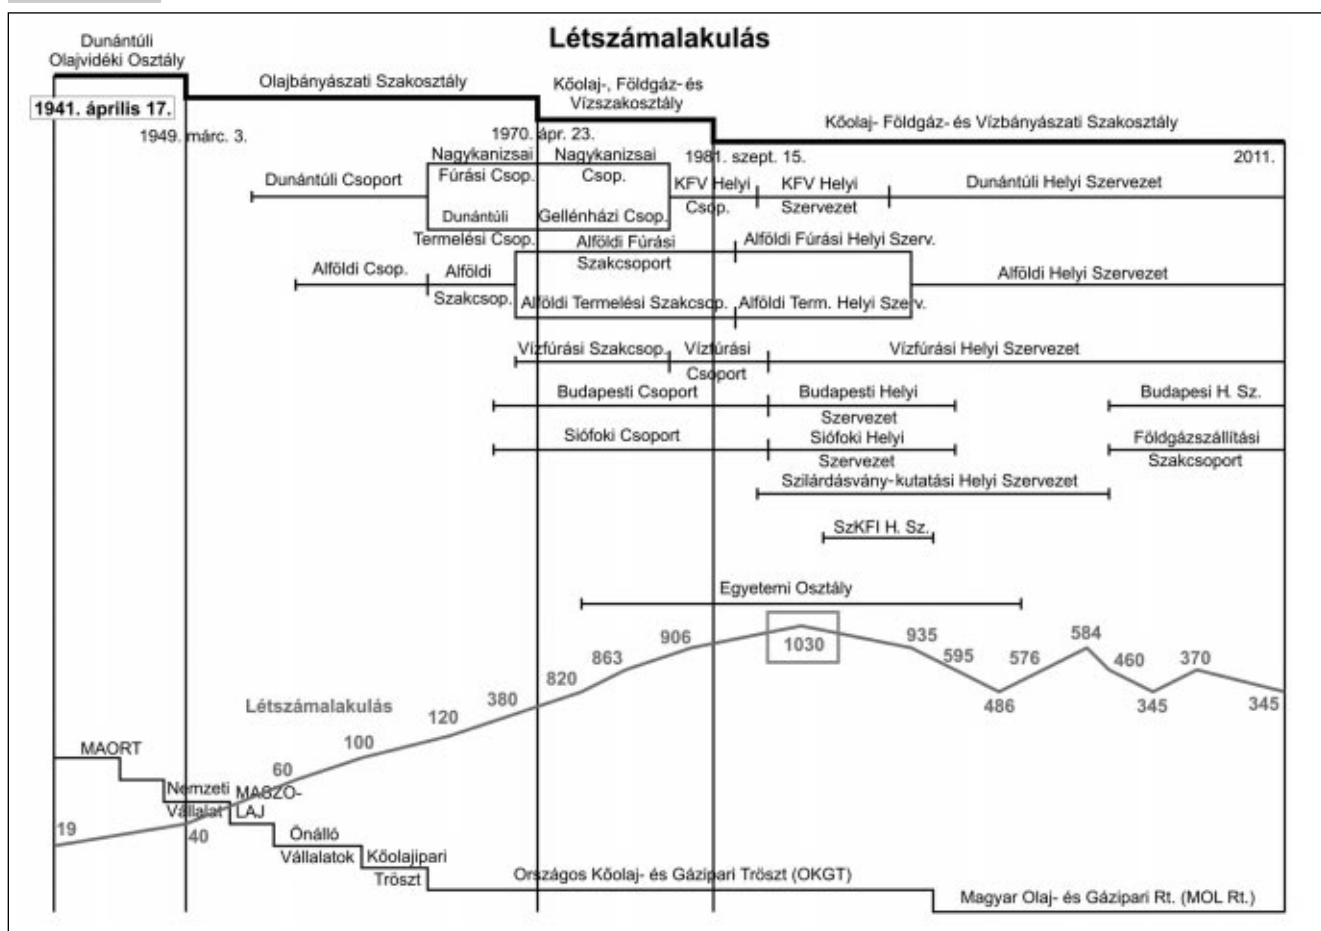 Létszámalakulás
Dunántúli
Olajvidéki Osztály
Olajbányászati Szakosztály
Kőolaj-, Földgáz- és
Vízszakosztály
Kőolaj- Földgáz- és Vízbányászati Szakosztály
1941. április 17.
1949. márc. 3.
1970. ápr. 23.
1981. szept. 15.
2011.
Dunántúli Csoport
Nagykanizsai
Fúrási Csop.
Nagykanizsai
Csop.
KFV Helyi
Csop.
KFV Helyi
Szervezet
Dunántúli Helyi Szervezet
Dunántúli
Termelési Csop.
Gellénházi Csop.
Alföldi Fúrási
Szakcsoport
Alföldi Fúrási Helyi Szerv.
Alföldi Csop.
Alföldi
Szakcsop.
Alföldi Helyi Szervezet
Alföldi Termelési Szakcsop.
Alföldi Term. Helyi Szerv.
Vízfúrási Szakcsop.
Vízfúrási
Csoport
Vízfúrási Helyi Szervezet
Budapesti Csoport
Budapesti Helyi
Szervezet
Budapesi H. Sz.
Siófoki Csoport
Siófoki Helyi
Szervezet
Földgázszállítási
Szakcsoport
Szilárdásvány-kutatási Helyi Szervezet
SzKFI H. Sz.
Egyetemi Osztály
Létszámalakulás
19
40
60
100
120
380
820
863
906
1030
935
595
486
576
584
460
345
370
345
MAORT
Nemzeti
Vállalat
MASZO-
LAJ
Önálló
Vállalatok
Kőolajipari
Tröszt
Országos Kőolaj- és Gázipari Tröszt (OKGT)
Magyar Olaj- és Gázipari Rt. (MOL Rt.)